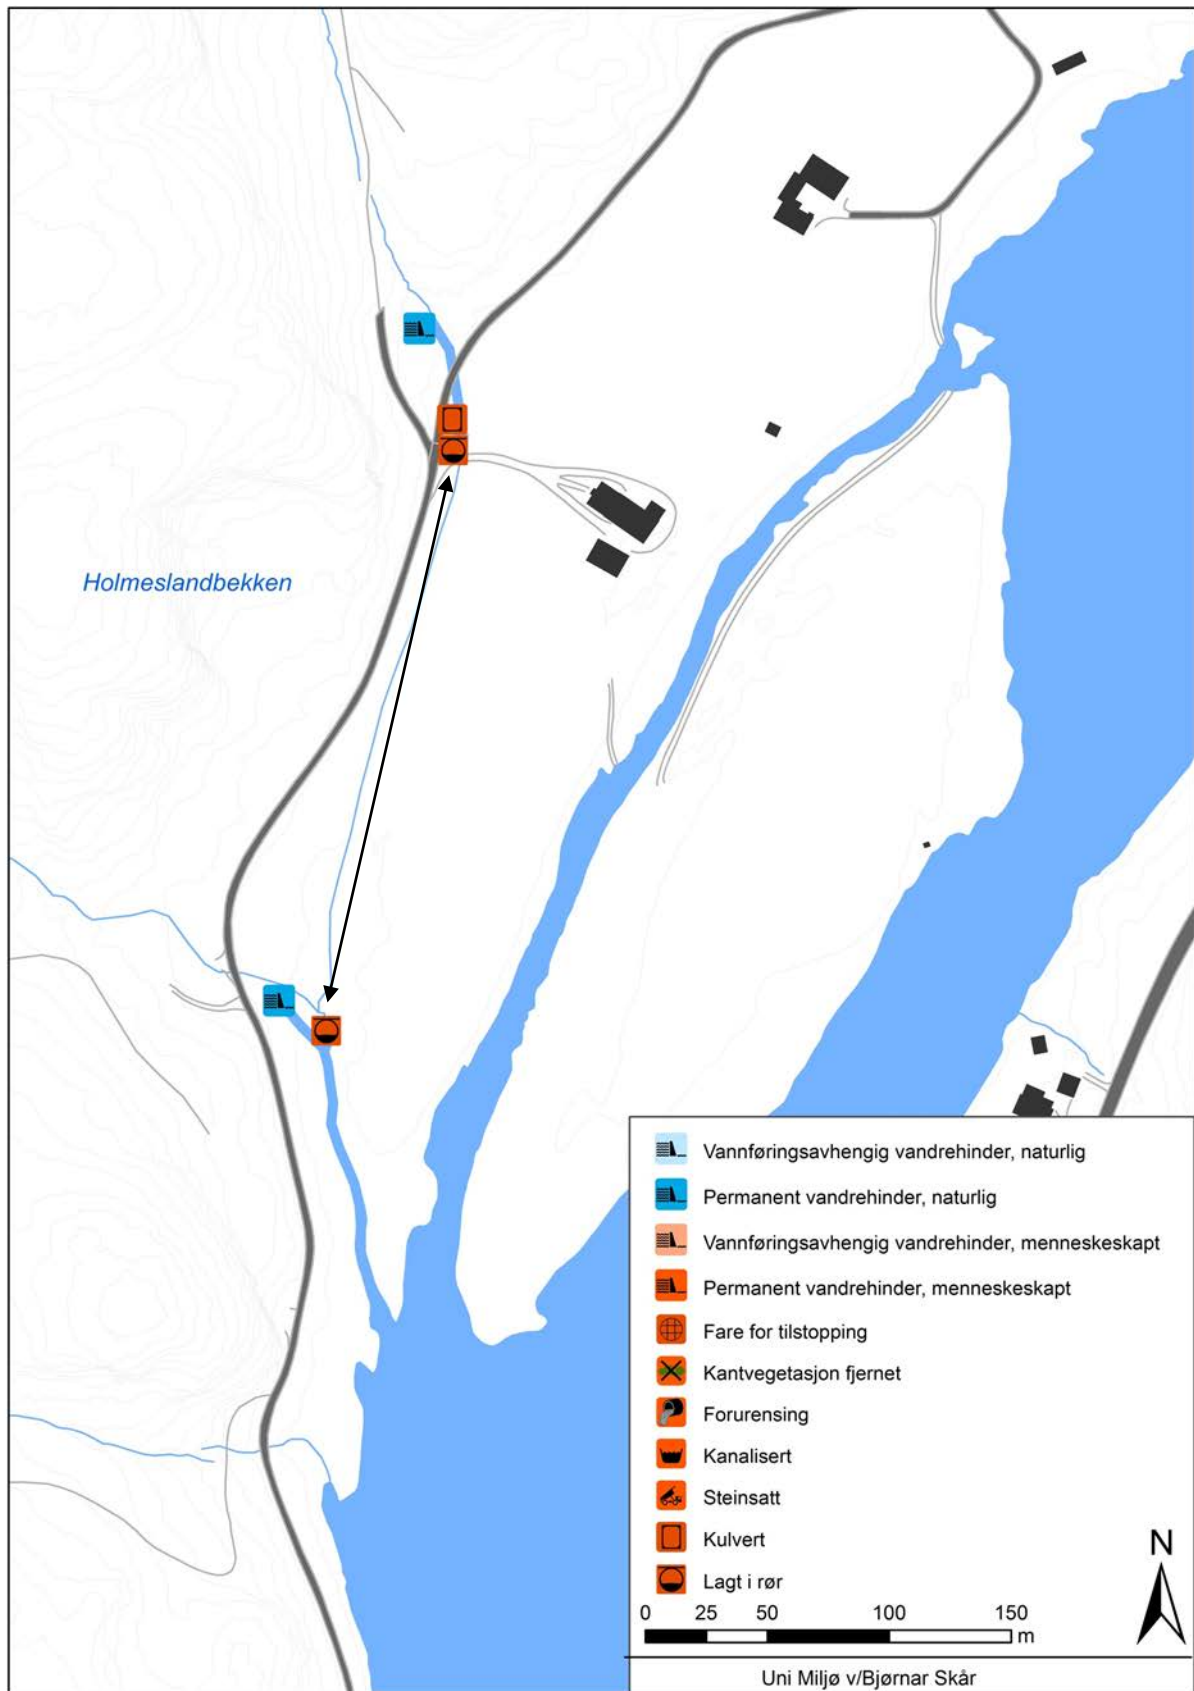 Holmeslandbekken
Vannføringsavhengig vandrehinder, naturlig
Permanent vandrehinder, naturlig
Vannføringsavhengig vandrehinder, menneskeskapt
Permanent vandrehinder, menneskeskapt
Fare for tilstopping
Kantvegetasjon fjernet
Forurensing
Kanalisert
Steinsatt
Kulvert
Lagt i rør
N
0 25 50 100 150
m
Uni Miljø v/Bjørnar Skår